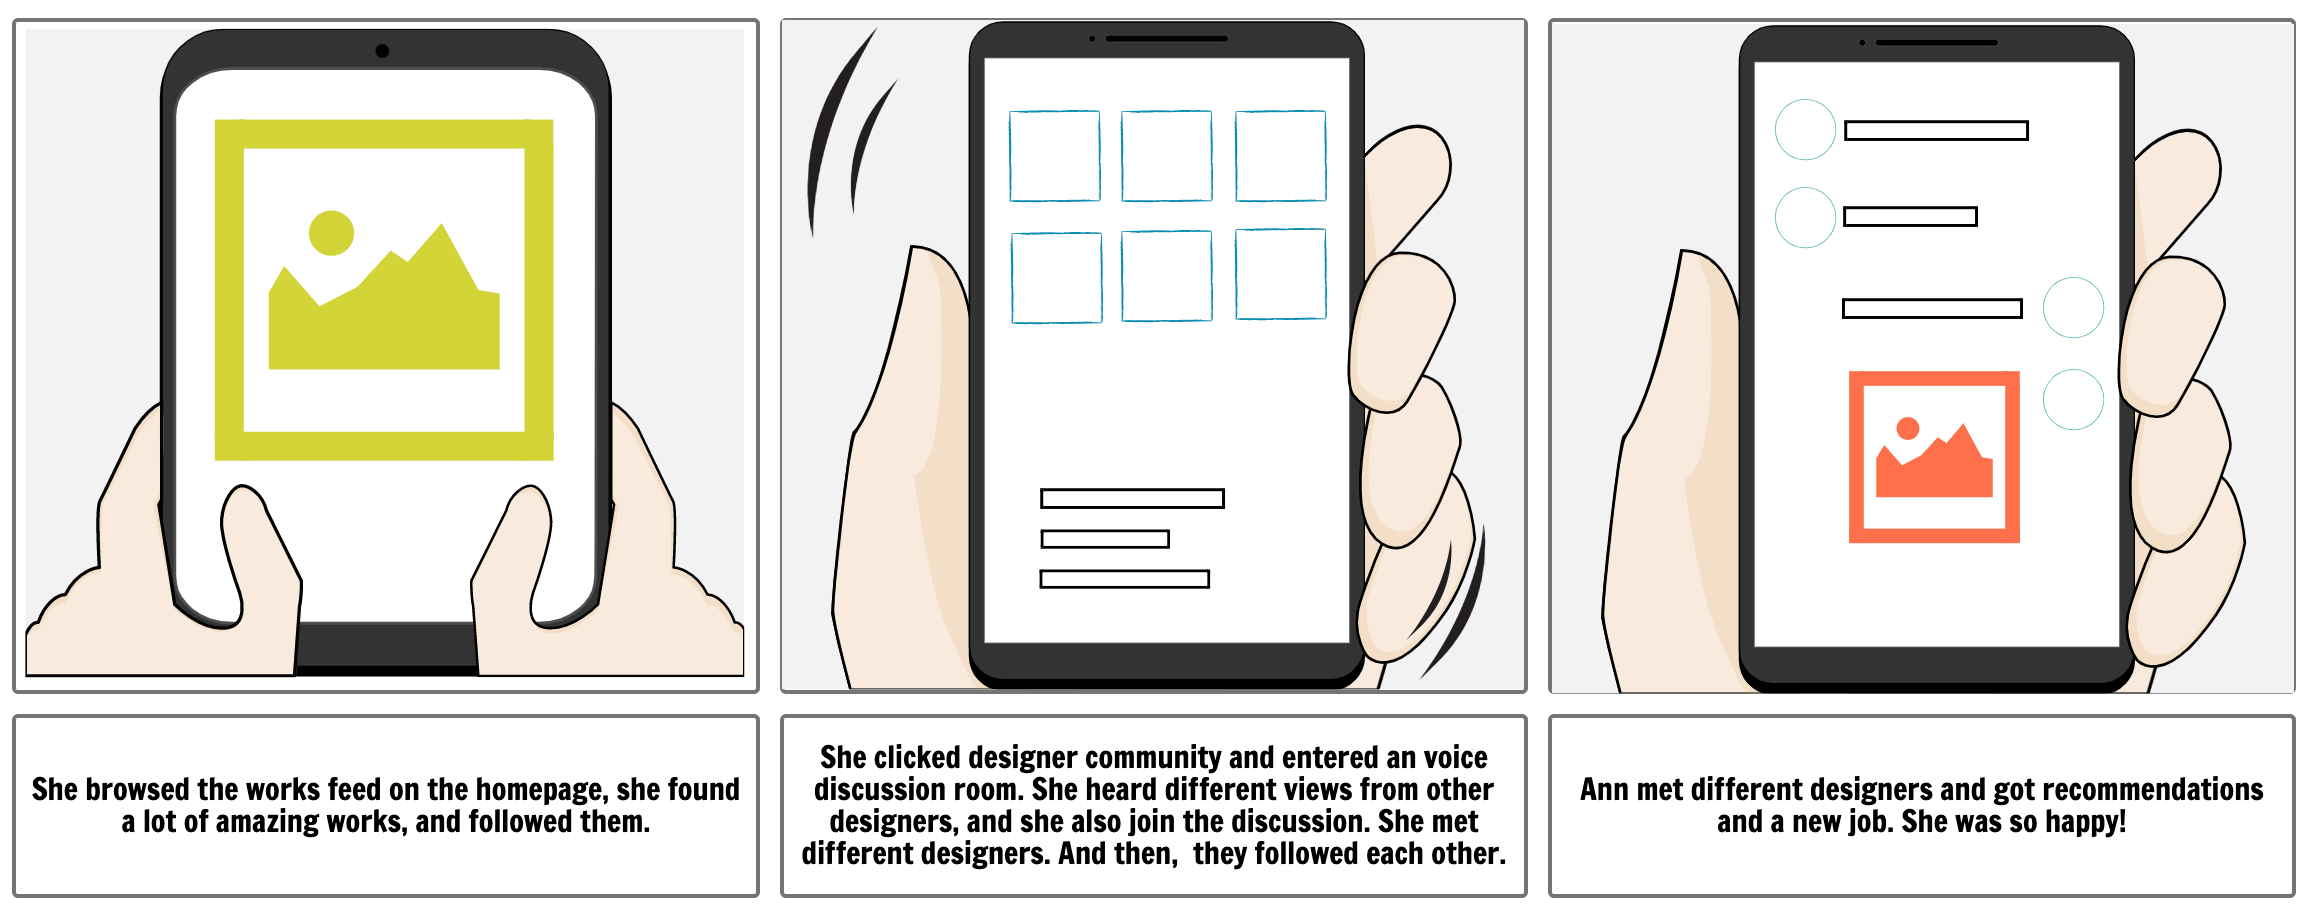 She browsed the works feed on the homepage, she found
a lot of amazing works, and followed them.
She clicked designer community and entered an voice
discussion room. She heard different views from other
designers, and she also join the discussion. She met
different designers. And then,  they followed each other.
Ann met different designers and got recommendations
and a new job. She was so happy!